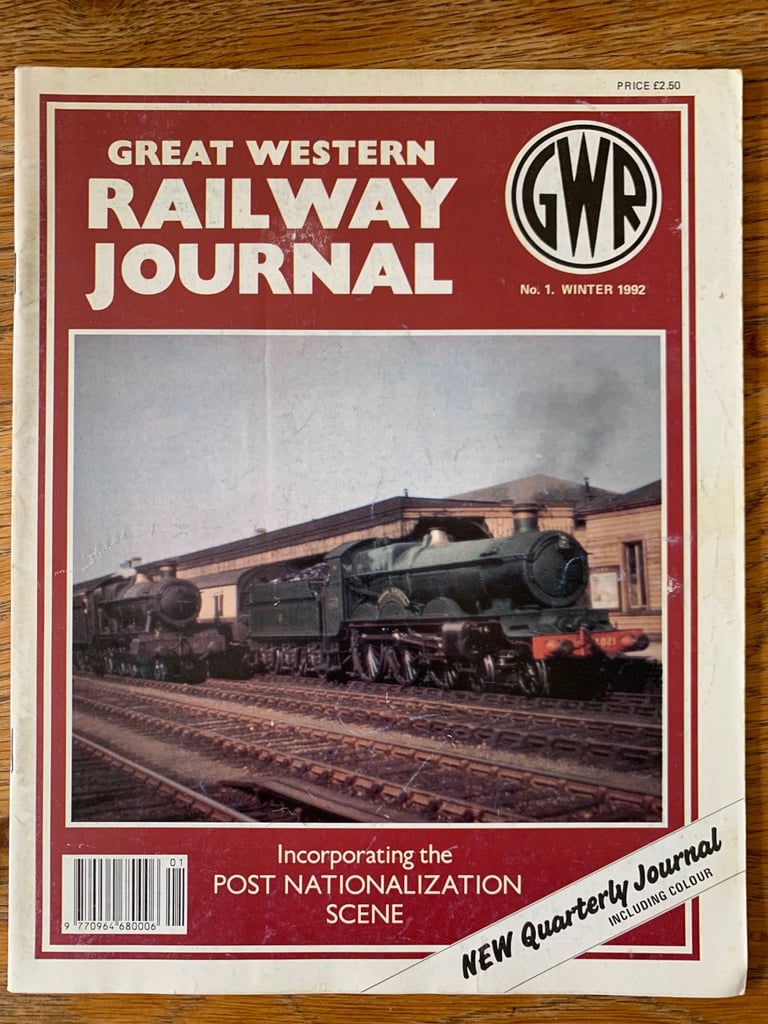 PRICE £2.50
GREAT WESTERN
RAILWAY
JOURNAL
GWR
No. 1. WINTER 1992
4021
01
9 770964 680006
Incorporating the
POST NATIONALIZATION
SCENE
NEW Quarterly Journal
INCLUDING COLOUR